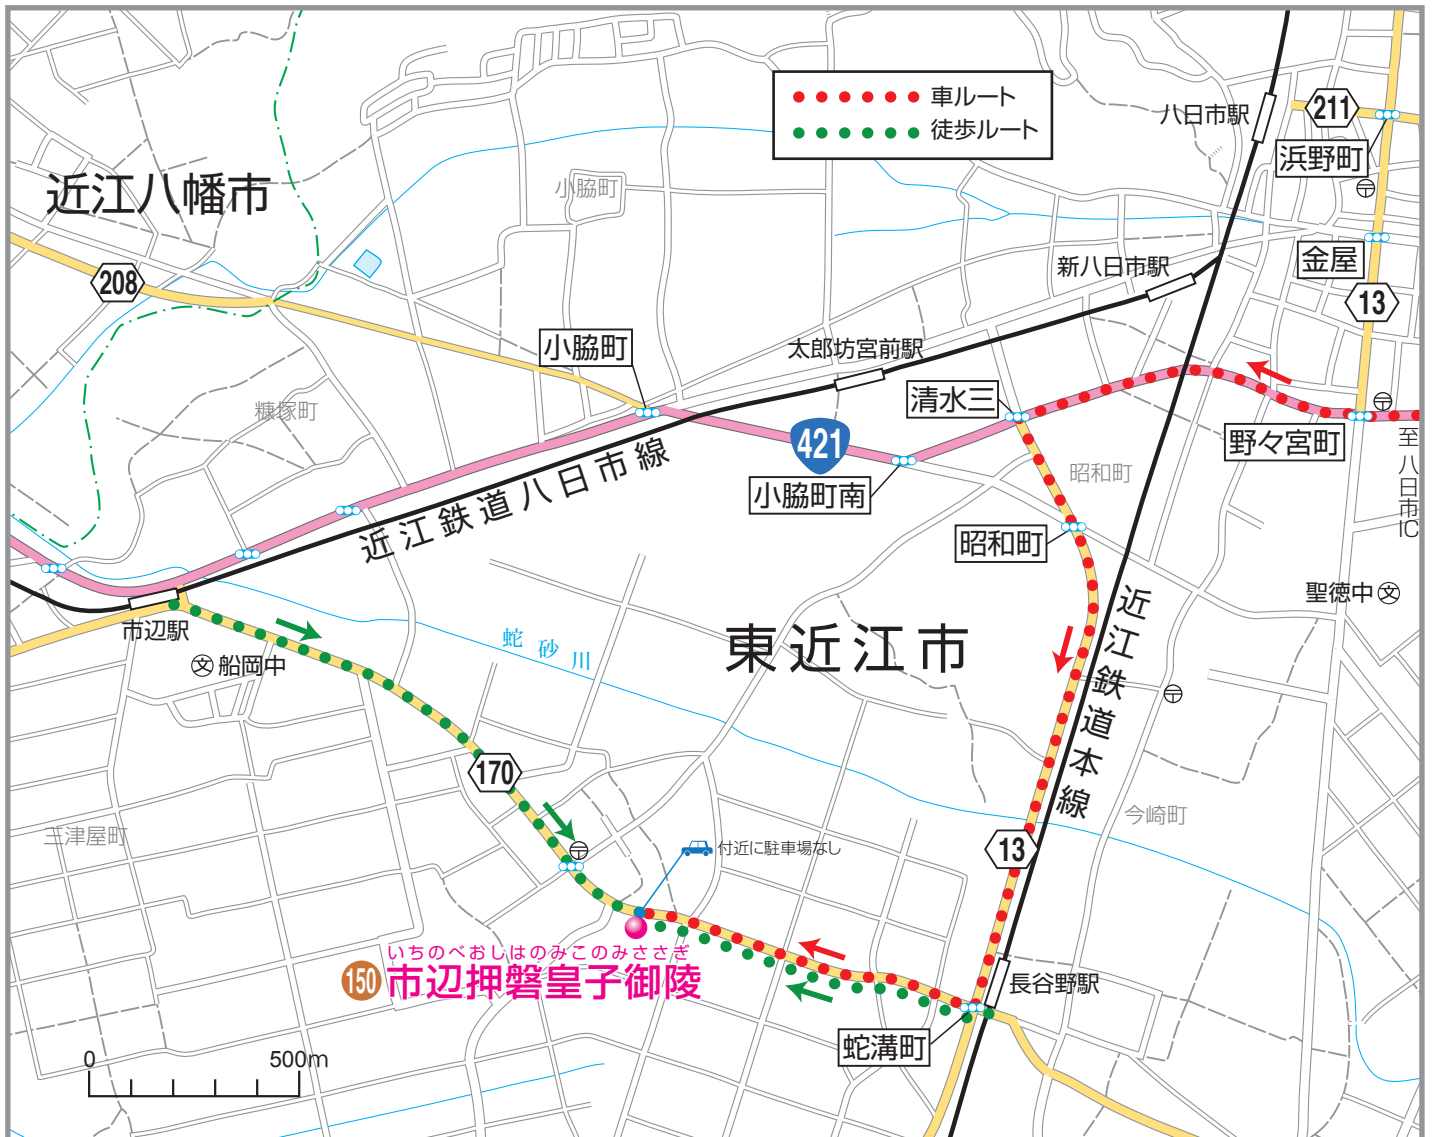 車ルート
徒歩ルート
八日市駅
211
浜野町
近江八幡市
小脇町
金屋
新八日市駅
208
13
小脇町
太郎坊宮前駅
清水三
糠塚町
421
野々宮町
至八日市IC
近江鉄道八日市線
小脇町南
昭和町
昭和町
聖徳中
文
市辺駅
蛇砂川
東近江市
近江鉄道本線
文
船岡中
170
三津屋町
付近に駐車場なし
今崎町
13
いちのべおしはのみこのみささぎ
150
市辺押磐皇子御陵
長谷野駅
蛇溝町
0
500m